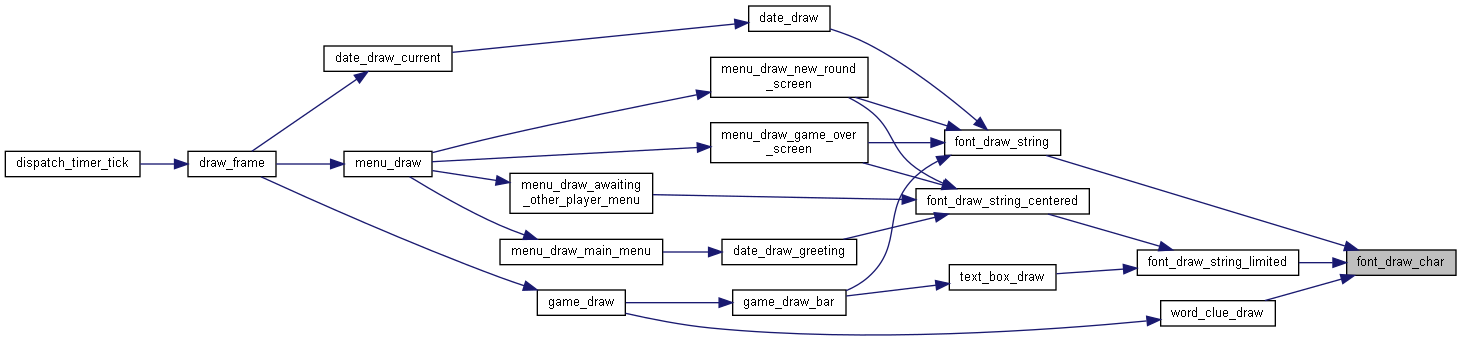 date_draw
date_draw_current
menu_draw_new_round
_screen
menu_draw_game_over
_screen
font_draw_string
dispatch_timer_tick
draw_frame
menu_draw
menu_draw_awaiting
_other_player_menu
font_draw_string_centered
menu_draw_main_menu
date_draw_greeting
font_draw_string_limited
font_draw_char
text_box_draw
game_draw
game_draw_bar
word_clue_draw